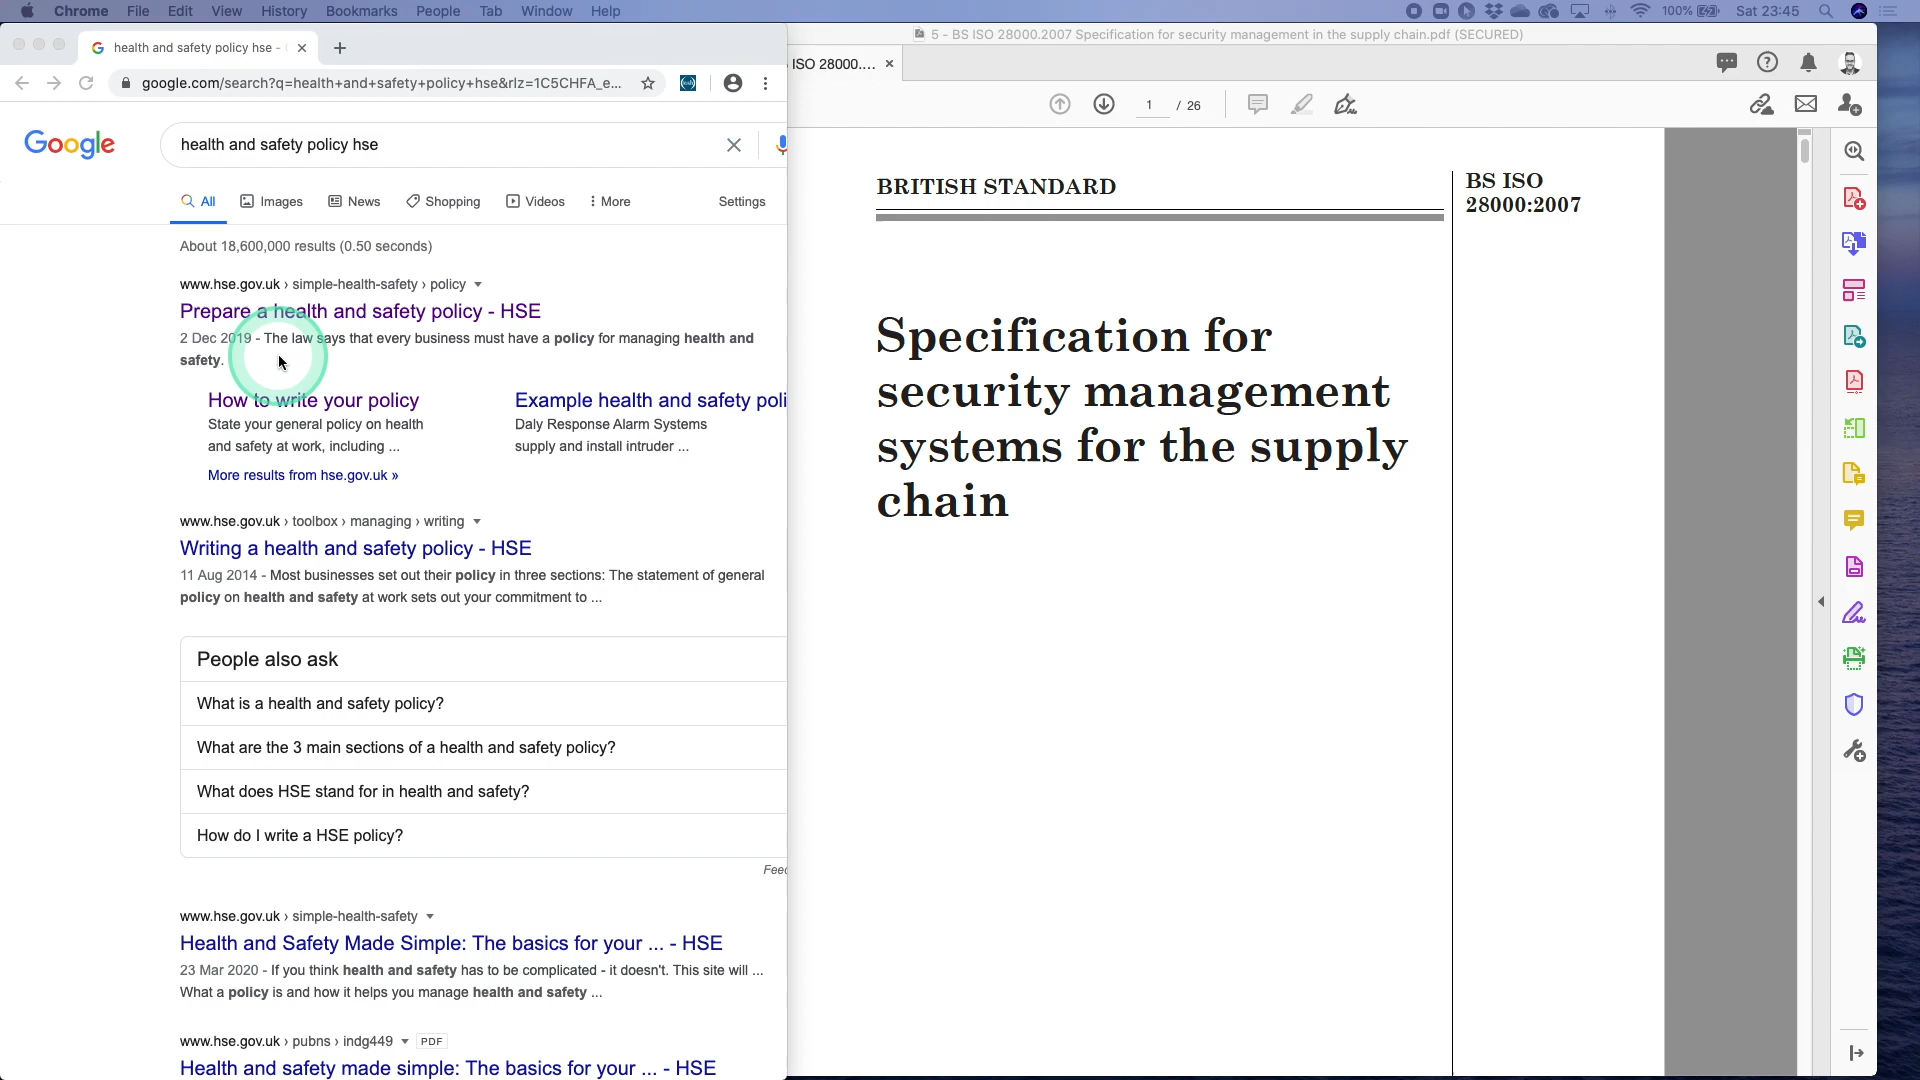 Chrome File Edit View History Bookmarks People Tab Window Help 100% Sat 23:45
health and safety policy hse -
google.com/search?q=health+and+safety+policy+hse&rlz=1C5CHFA_e...
Google
health and safety policy hse
All Images News Shopping Videos More Settings
About 18,600,000 results (0.50 seconds)
www.hse.gov.uk › simple-health-safety › policy
Prepare a health and safety policy - HSE
2 Dec 2019 - The law says that every business must have a policy for managing health and
safety.
How to write your policy
State your general policy on health
and safety at work, including ...
Example health and safety poli
Daly Response Alarm Systems
supply and install intruder ...
More results from hse.gov.uk »
www.hse.gov.uk › toolbox › managing › writing
Writing a health and safety policy - HSE
11 Aug 2014 - Most businesses set out their policy in three sections: The statement of general
policy on health and safety at work sets out your commitment to ...
People also ask
What is a health and safety policy?
What are the 3 main sections of a health and safety policy?
What does HSE stand for in health and safety?
How do I write a HSE policy?
Feec
www.hse.gov.uk › simple-health-safety
Health and Safety Made Simple: The basics for your ... - HSE
23 Mar 2020 - If you think health and safety has to be complicated - it doesn't. This site will ...
What a policy is and how it helps you manage health and safety ...
www.hse.gov.uk › pubns › indg449 PDF
Health and safety made simple: The basics for your ... - HSE
5 - BS ISO 28000.2007 Specification for security management in the supply chain.pdf (SECURED)
ISO 28000....
1 / 26
BRITISH STANDARD
BS ISO
28000:2007
Specification for
security management
systems for the supply
chain